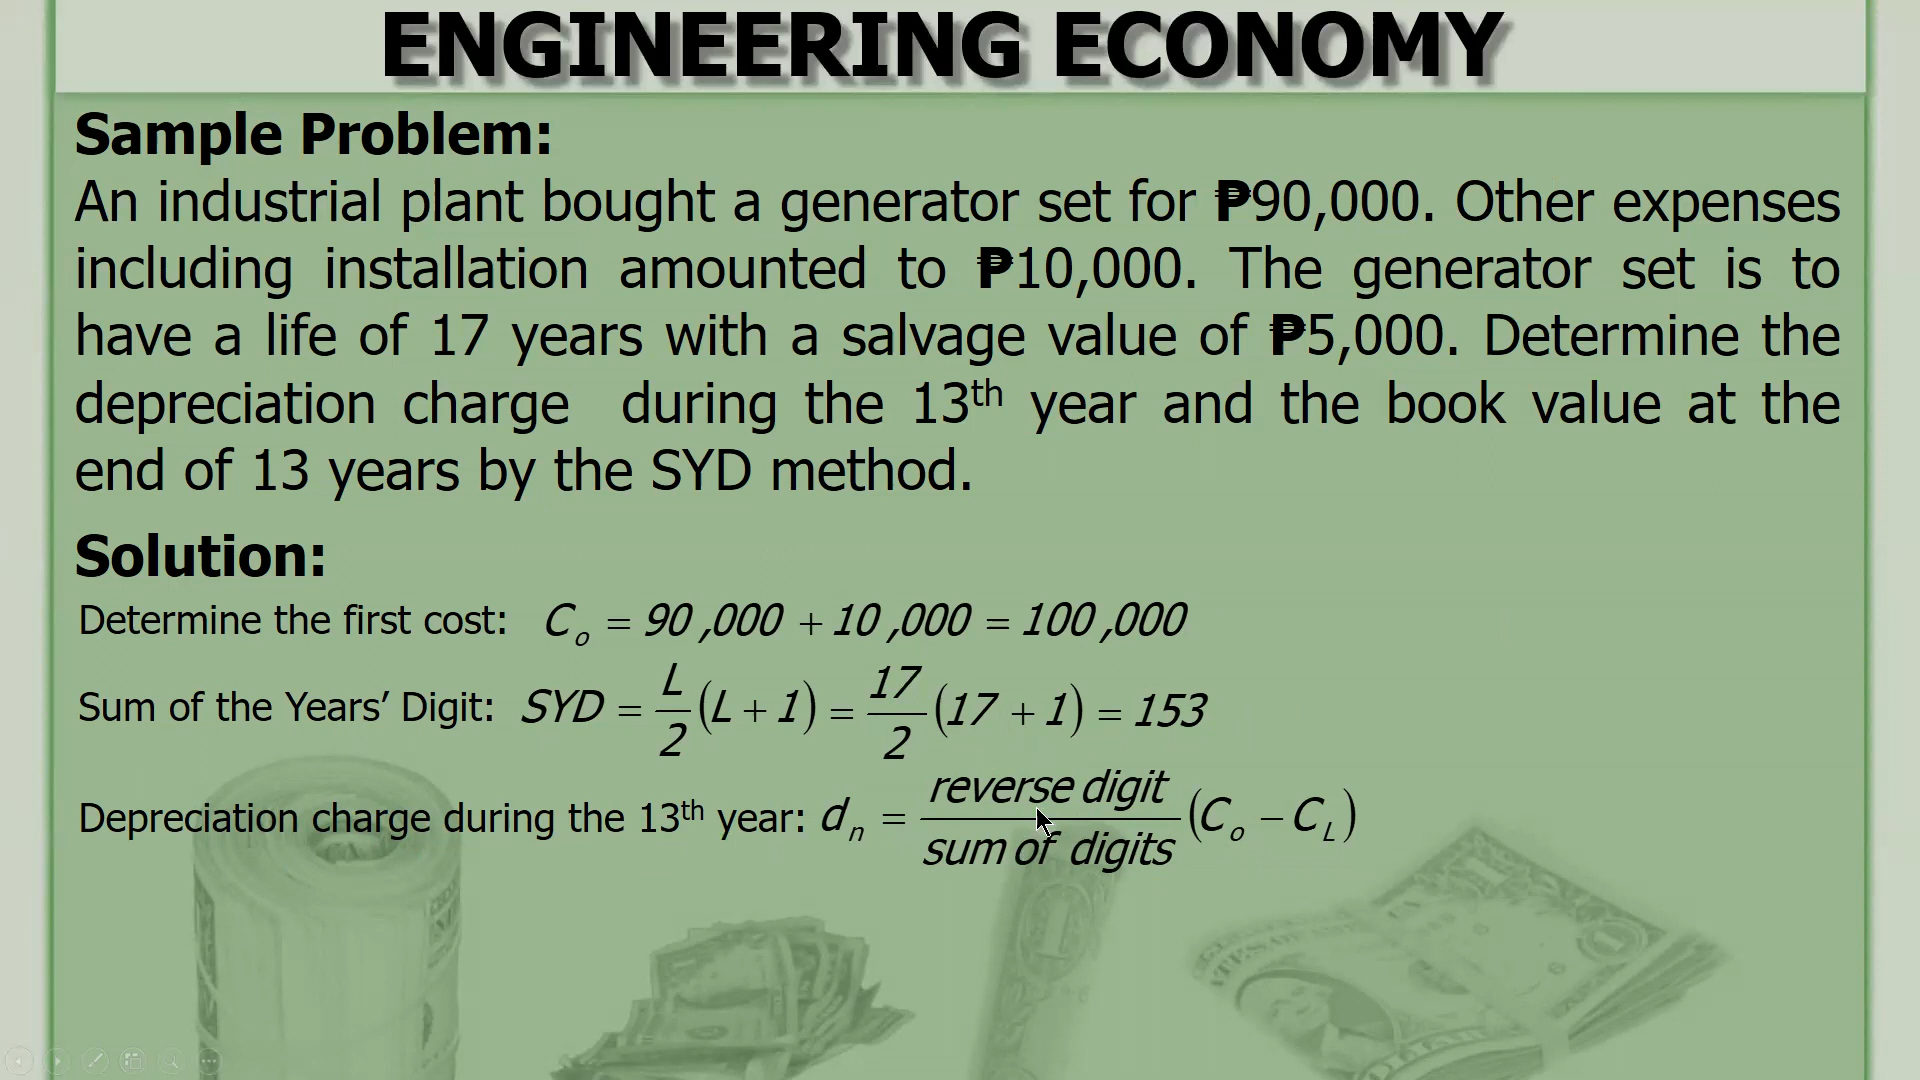 ENGINEERING ECONOMY
Sample Problem:
An industrial plant bought a generator set for ₱90,000. Other expenses
including installation amounted to ₱10,000. The generator set is to
have a life of 17 years with a salvage value of ₱5,000. Determine the
depreciation charge during the 13th year and the book value at the
end of 13 years by the SYD method.
Solution:
Determine the first cost: C_o = 90,000 + 10,000 = 100,000
Sum of the Years’ Digit: SYD = L/2 (L + 1) = 17/2 (17 + 1) = 153
Depreciation charge during the 13th year: d_n = reverse digit / sum of digits (C_o − C_L)